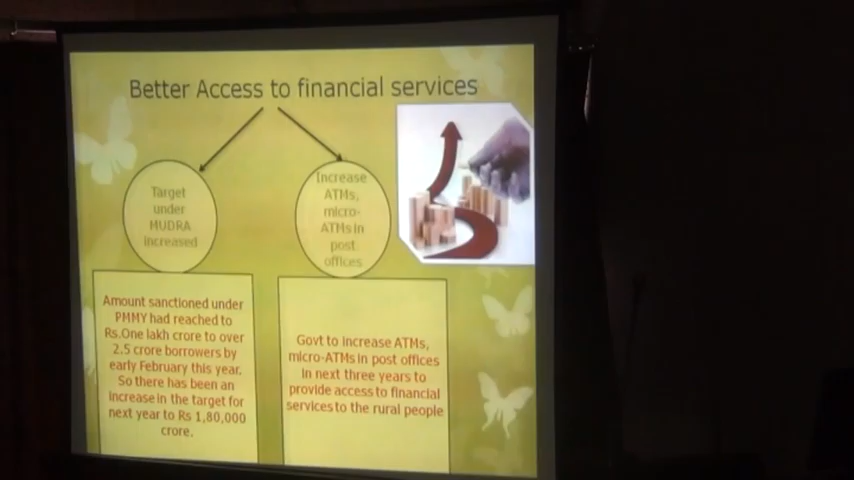 Better Access to financial services
Target
under
MUDRA
increased
Increase
ATMs,
micro-
ATMs in
post
offices
Amount sanctioned under
PMMY had reached to
Rs.One lakh crore to over
2.5 crore borrowers by
early February this year.
So there has been an
increase in the target for
next year to Rs 1,80,000
crore.
Govt to increase ATMs,
micro-ATMs in post offices
in next three years to
provide access to financial
services to the rural people